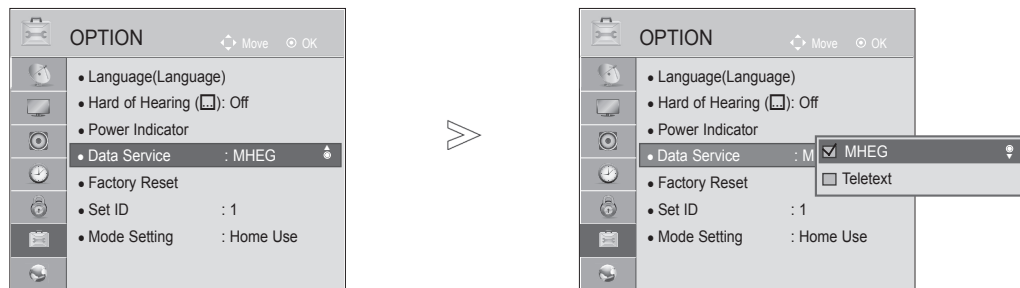 OPTION
Move OK
• Language(Language)
• Hard of Hearing (...): Off
• Power Indicator
• Data Service : MHEG
• Factory Reset
• Set ID : 1
• Mode Setting : Home Use
OPTION
Move OK
• Language(Language)
• Hard of Hearing (...): Off
• Power Indicator
• Data Service : M
MHEG
Teletext
• Factory Reset
• Set ID : 1
• Mode Setting : Home Use